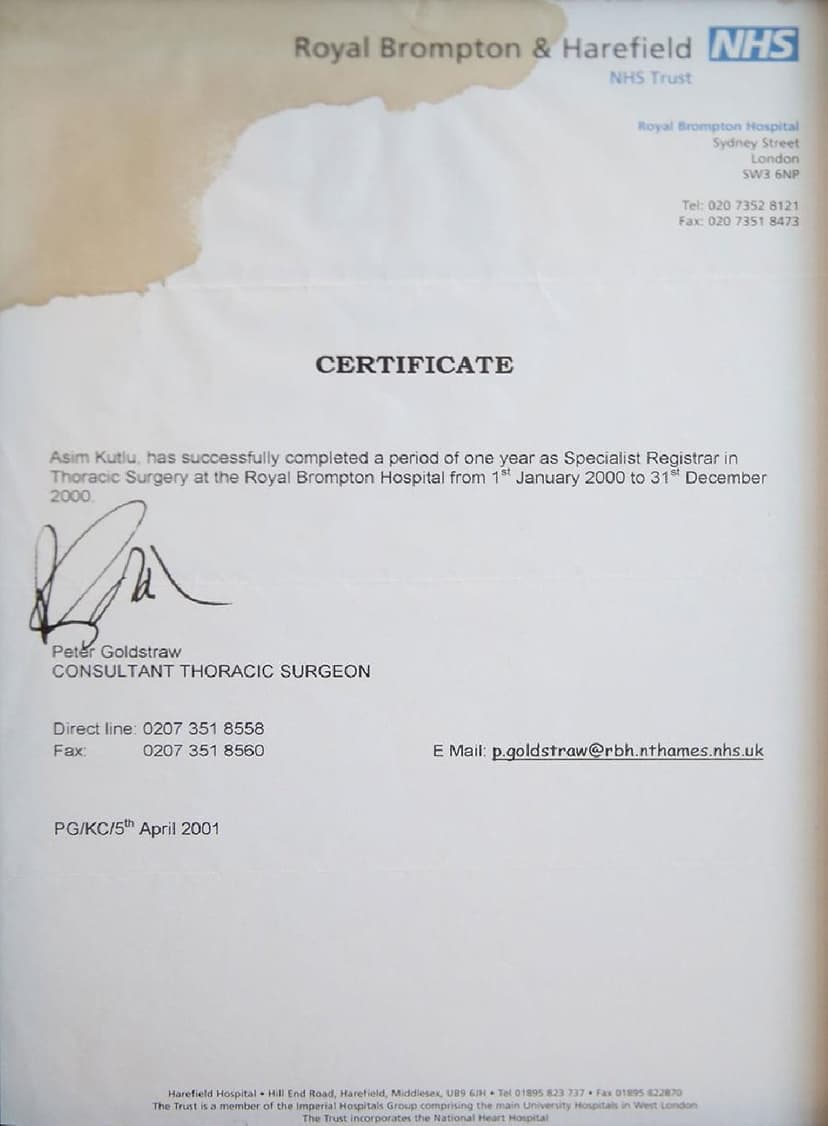 Royal Brompton & Harefield NHS
NHS Trust
Royal Brompton Hospital
Sydney Street
London
SW3 6NP
Tel: 020 7352 8121
Fax: 020 7351 8473
CERTIFICATE
Asim Kutlu, has successfully completed a period of one year as Specialist Registrar in
Thoracic Surgery at the Royal Brompton Hospital from 1st January 2000 to 31st December
2000.
Peter Goldstraw
CONSULTANT THORACIC SURGEON
Direct line: 0207 351 8558
Fax: 0207 351 8560
E Mail: p.goldstraw@rbh.nthames.nhs.uk
PG/KC/5th April 2001
Harefield Hospital • Hill End Road, Harefield, Middlesex, UB9 6JH • Tel 01895 823 737 • Fax 01895 822870
The Trust is a member of the Imperial Hospitals Group comprising the main University Hospitals in West London
The Trust incorporates the National Heart Hospital